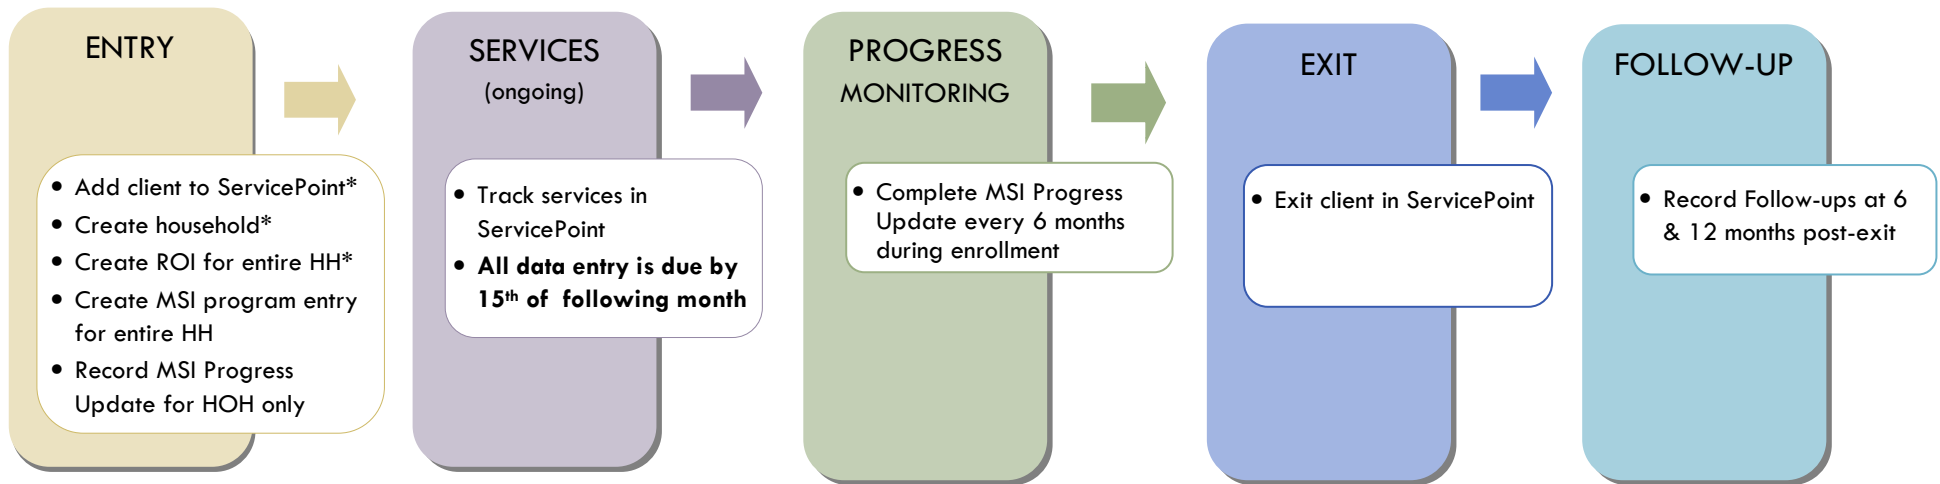 ENTRY
• Add client to ServicePoint*
• Create household*
• Create ROI for entire HH*
• Create MSI program entry
for entire HH
• Record MSI Progress
Update for HOH only
SERVICES
(ongoing)
• Track services in
ServicePoint
• All data entry is due by
15th of following month
PROGRESS
MONITORING
• Complete MSI Progress
Update every 6 months
during enrollment
EXIT
• Exit client in ServicePoint
FOLLOW-UP
• Record Follow-ups at 6
& 12 months post-exit